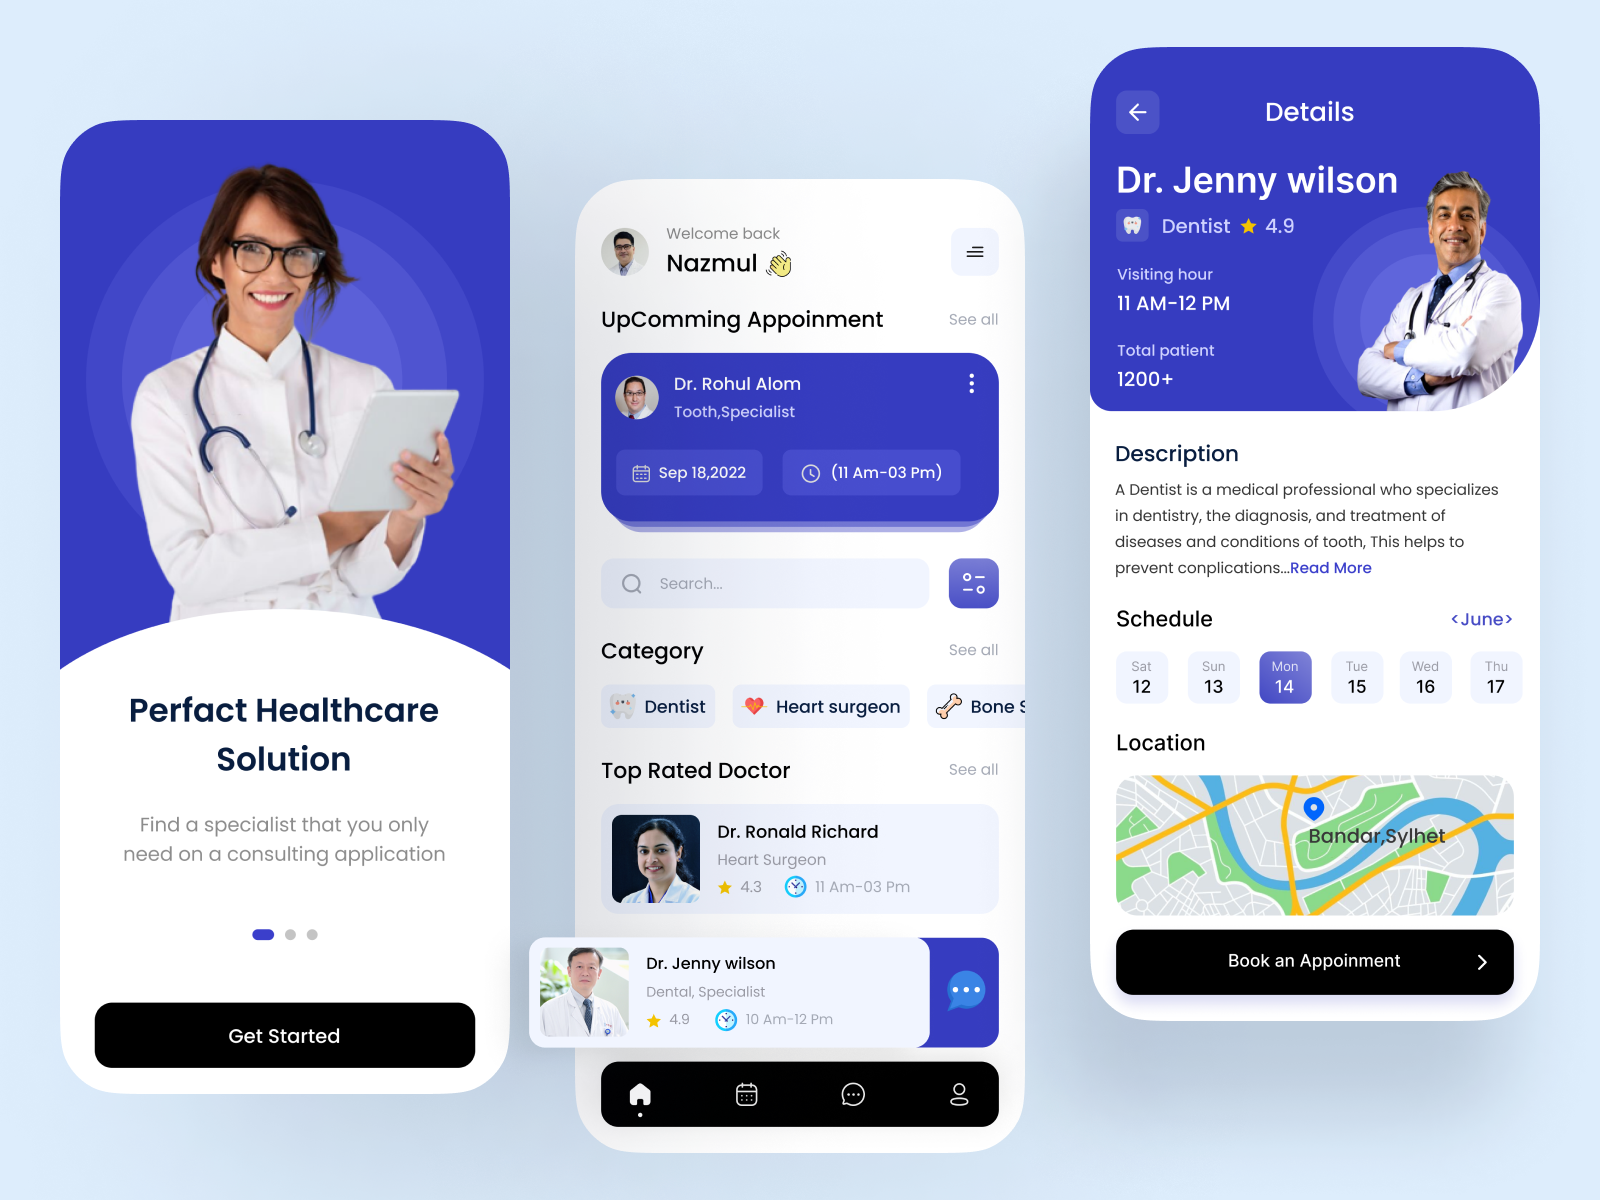 Perfact Healthcare
Solution
Find a specialist that you only
need on a consulting application
Get Started
Welcome back
Nazmul
UpComming Appoinment
See all
Dr. Rohul Alom
Tooth,Specialist
Sep 18,2022
(11 Am-03 Pm)
Search...
Category
See all
Dentist
Heart surgeon
Bone S
Top Rated Doctor
See all
Dr. Ronald Richard
Heart Surgeon
4.3
11 Am-03 Pm
Dr. Jenny wilson
Dental, Specialist
4.9
10 Am-12 Pm
Details
Dr. Jenny wilson
Dentist
4.9
Visiting hour
11 AM-12 PM
Total patient
1200+
Description
A Dentist is a medical professional who specializes
in dentistry, the diagnosis, and treatment of
diseases and conditions of tooth, This helps to
prevent conplications...Read More
Schedule
<June>
Sat
12
Sun
13
Mon
14
Tue
15
Wed
16
Thu
17
Location
Bandar,Sylhet
Book an Appoinment